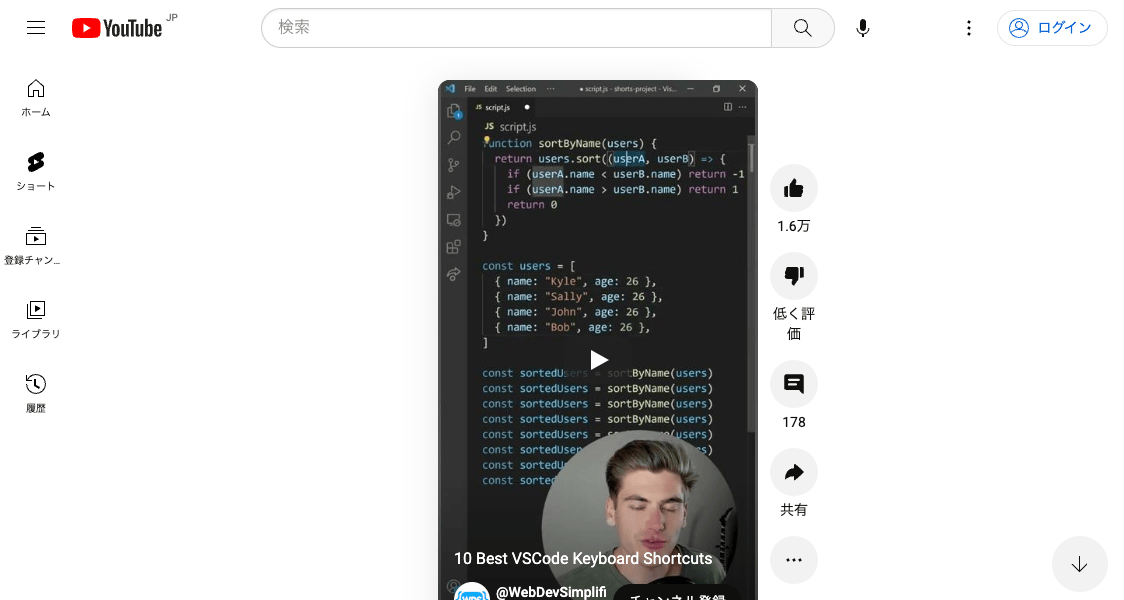 YouTube JP
検索
ログイン
ホーム
ショート
登録チャン...
ライブラリ
履歴
File Edit Selection ··· ● script.js - shorts-project - Vis...
JS script.js ●
JS script.js
function sortByName(users) {
return users.sort((userA, userB) => {
if (userA.name < userB.name) return -1
if (userA.name > userB.name) return 1
return 0
})
}
const users = [
{ name: "Kyle", age: 26 },
{ name: "Sally", age: 26 },
{ name: "John", age: 26 },
{ name: "Bob", age: 26 },
]
const sortedUsers = sortByName(users)
const sortedUsers = sortByName(users)
const sortedUsers = sortByName(users)
const sortedUsers = sortByName(users)
const sortedUsers = sortByName(users)
const sortedUsers = sortByName(users)
const sortedU
const sorted
10 Best VSCode Keyboard Shortcuts
@WebDevSimplifi
チャンネル登録
1.6万
低く評
価
178
共有